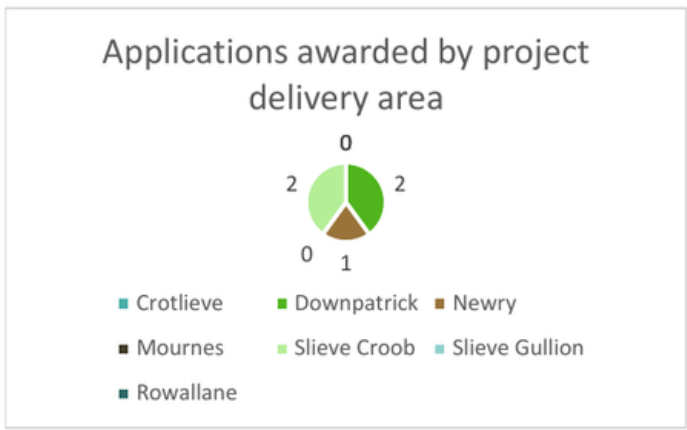 Applications awarded by project
delivery area
0
2 2
0 1
Crotlieve Downpatrick Newry
Mournes Slieve Croob Slieve Gullion
Rowallane